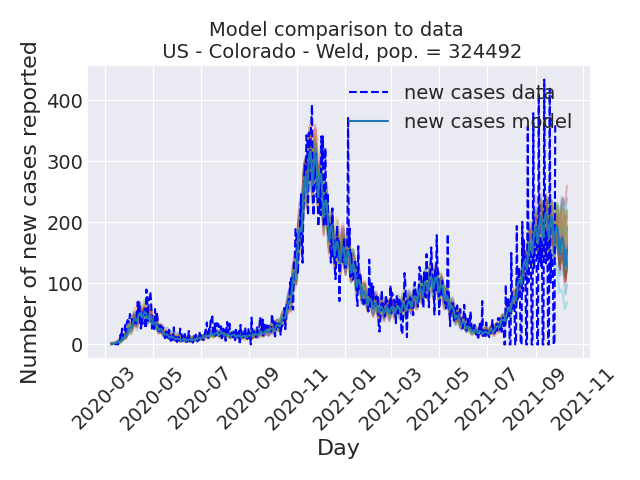 Model comparison to data
US - Colorado - Weld, pop. = 324492
new cases data
new cases model
Number of new cases reported
400
300
200
100
0
2020-03
2020-05
2020-07
2020-09
2020-11
2021-01
2021-03
2021-05
2021-07
2021-09
2021-11
Day